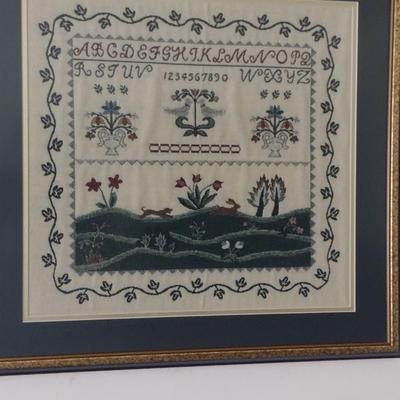 ABCDEFGHIKLMNOPQ
RSTUV 1234567890 WXYZ